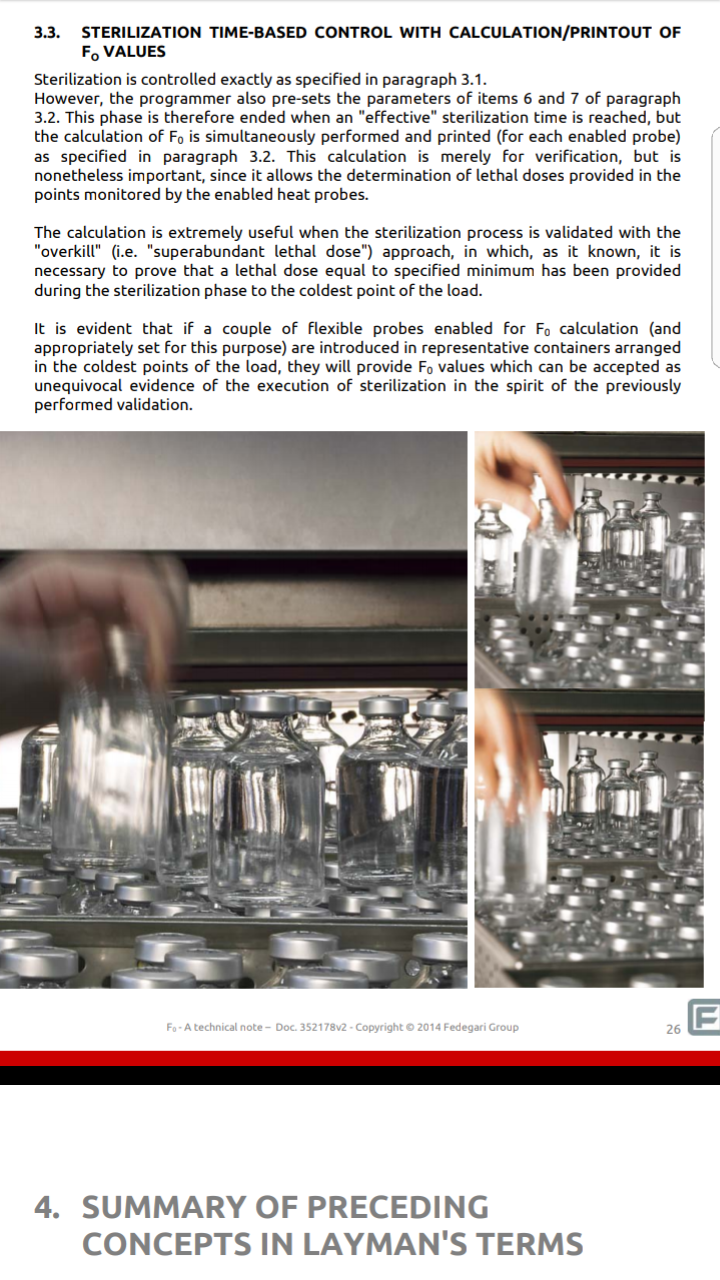 3.3. STERILIZATION TIME-BASED CONTROL WITH CALCULATION/PRINTOUT OF
F₀ VALUES
Sterilization is controlled exactly as specified in paragraph 3.1.
However, the programmer also pre-sets the parameters of items 6 and 7 of paragraph
3.2. This phase is therefore ended when an "effective" sterilization time is reached, but
the calculation of F₀ is simultaneously performed and printed (for each enabled probe)
as specified in paragraph 3.2. This calculation is merely for verification, but is
nonetheless important, since it allows the determination of lethal doses provided in the
points monitored by the enabled heat probes.
The calculation is extremely useful when the sterilization process is validated with the
"overkill" (i.e. "superabundant lethal dose") approach, in which, as it known, it is
necessary to prove that a lethal dose equal to specified minimum has been provided
during the sterilization phase to the coldest point of the load.
It is evident that if a couple of flexible probes enabled for F₀ calculation (and
appropriately set for this purpose) are introduced in representative containers arranged
in the coldest points of the load, they will provide F₀ values which can be accepted as
unequivocal evidence of the execution of sterilization in the spirit of the previously
performed validation.
F₀ - A technical note – Doc. 352178v2 - Copyright © 2014 Fedegari Group
26
F
4. SUMMARY OF PRECEDING
CONCEPTS IN LAYMAN'S TERMS